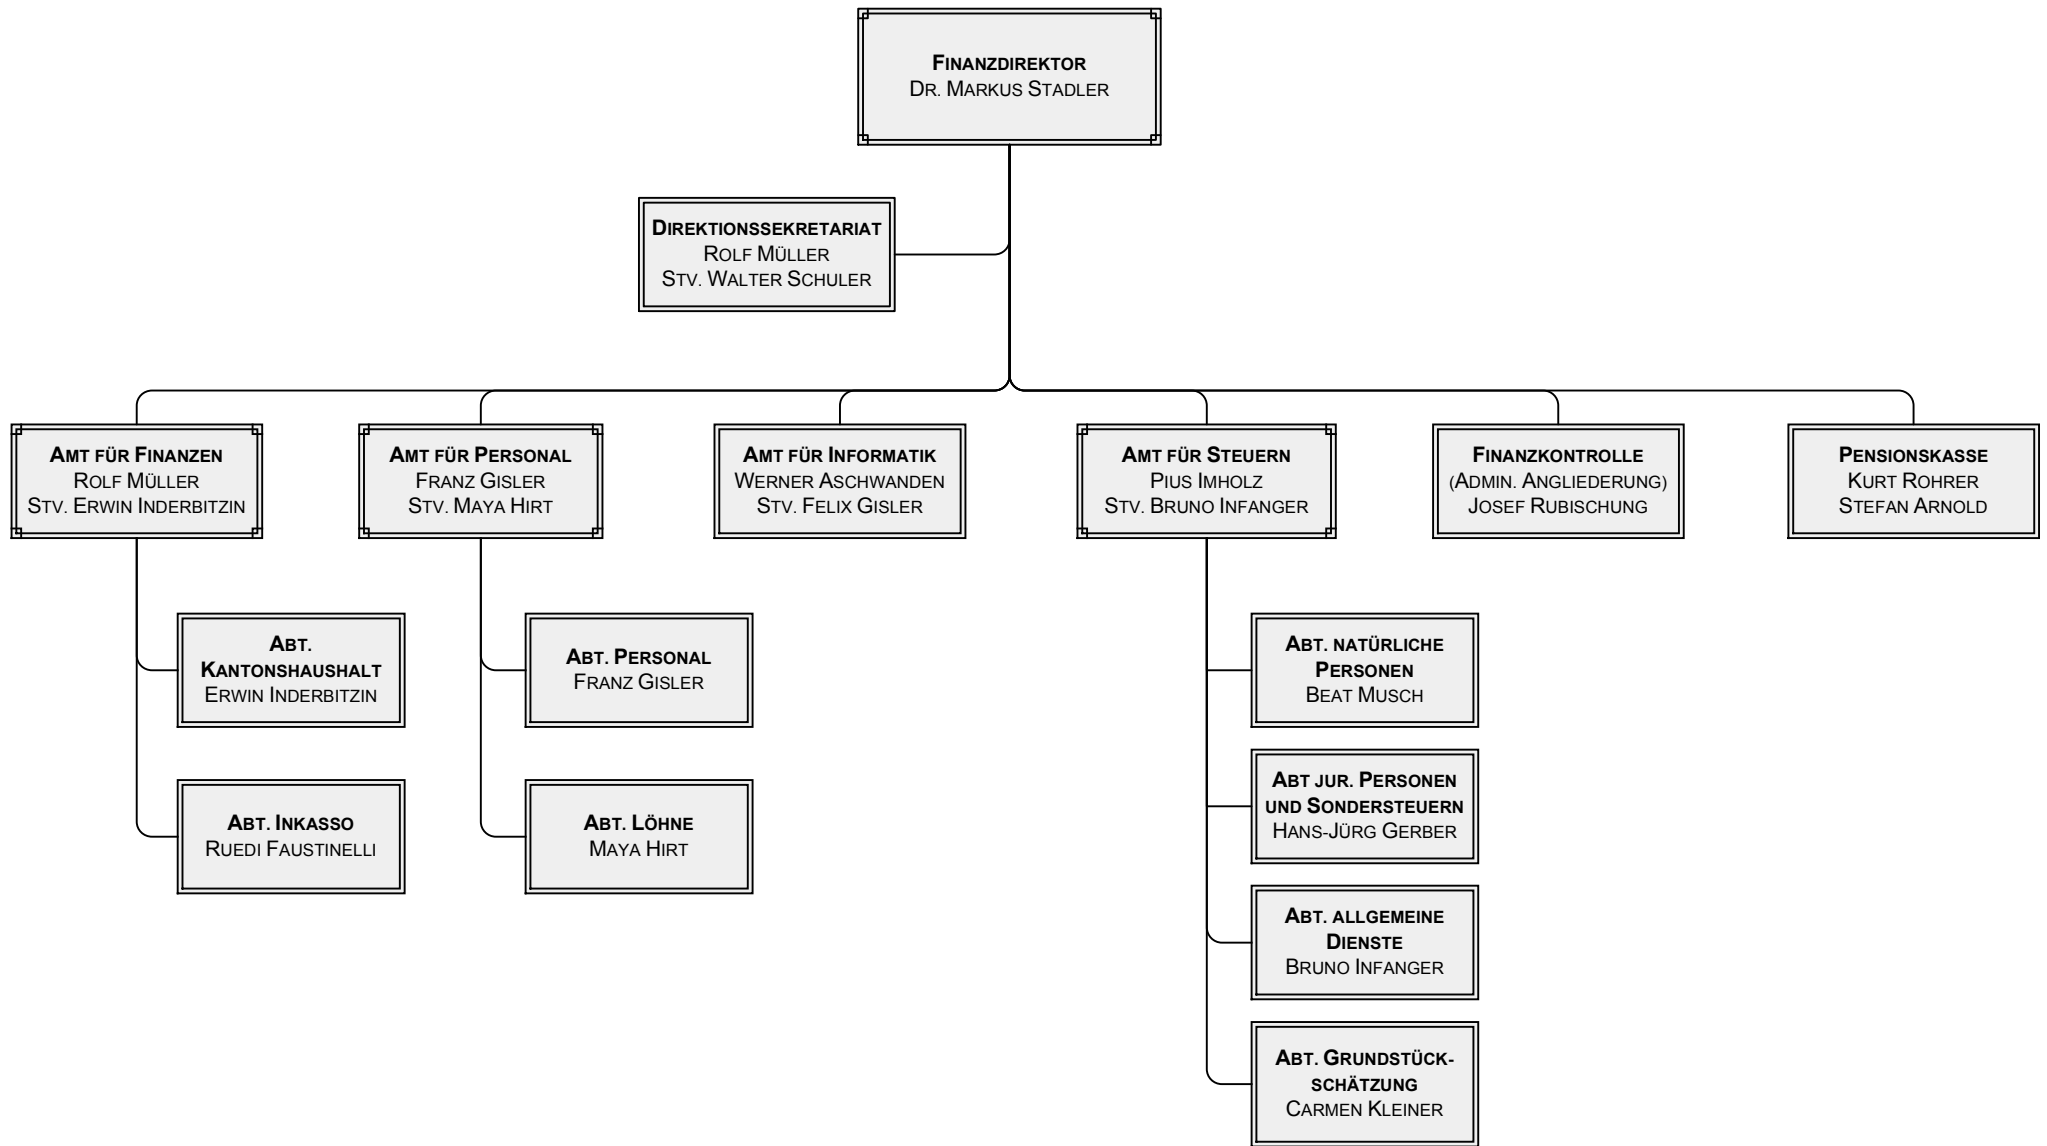 FINANZDIREKTOR
DR. MARKUS STADLER
DIREKTIONSSEKRETARIAT
ROLF MÜLLER
STV. WALTER SCHULER
AMT FÜR FINANZEN
ROLF MÜLLER
STV. ERWIN INDERBITZIN
AMT FÜR PERSONAL
FRANZ GISLER
STV. MAYA HIRT
AMT FÜR INFORMATIK
WERNER ASCHWANDEN
STV. FELIX GISLER
AMT FÜR STEUERN
PIUS IMHOLZ
STV. BRUNO INFANGER
FINANZKONTROLLE
(ADMIN. ANGLIEDERUNG)
JOSEF RUBISCHUNG
PENSIONSKASSE
KURT ROHRER
STEFAN ARNOLD
ABT.
KANTONSHAUSHALT
ERWIN INDERBITZIN
ABT. INKASSO
RUEDI FAUSTINELLI
ABT. PERSONAL
FRANZ GISLER
ABT. LÖHNE
MAYA HIRT
ABT. NATÜRLICHE
PERSONEN
BEAT MUSCH
ABT JUR. PERSONEN
UND SONDERSTEUERN
HANS-JÜRG GERBER
ABT. ALLGEMEINE
DIENSTE
BRUNO INFANGER
ABT. GRUNDSTÜCK-
SCHÄTZUNG
CARMEN KLEINER